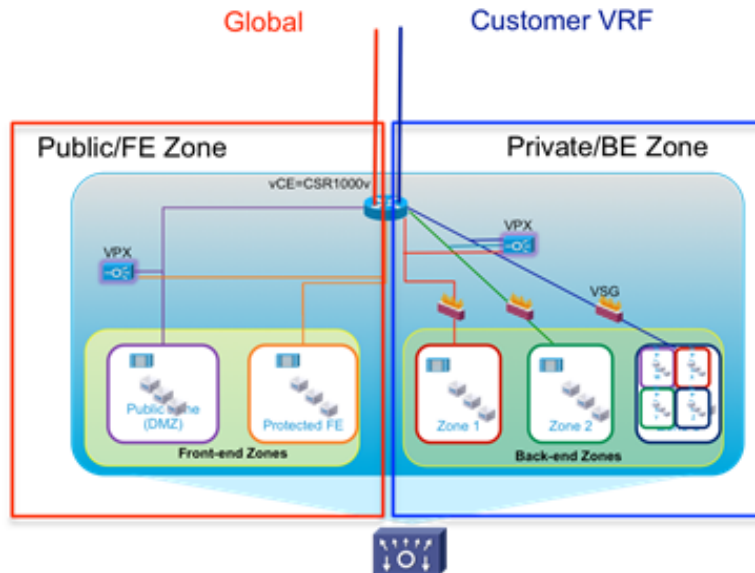 Global
Customer VRF
Public/FE Zone
Private/BE Zone
vCE=CSR1000v
VPX
VPX
VSG
Public
(DMZ)
Protected FE
Zone 1
Zone 2
Front-end Zones
Back-end Zones